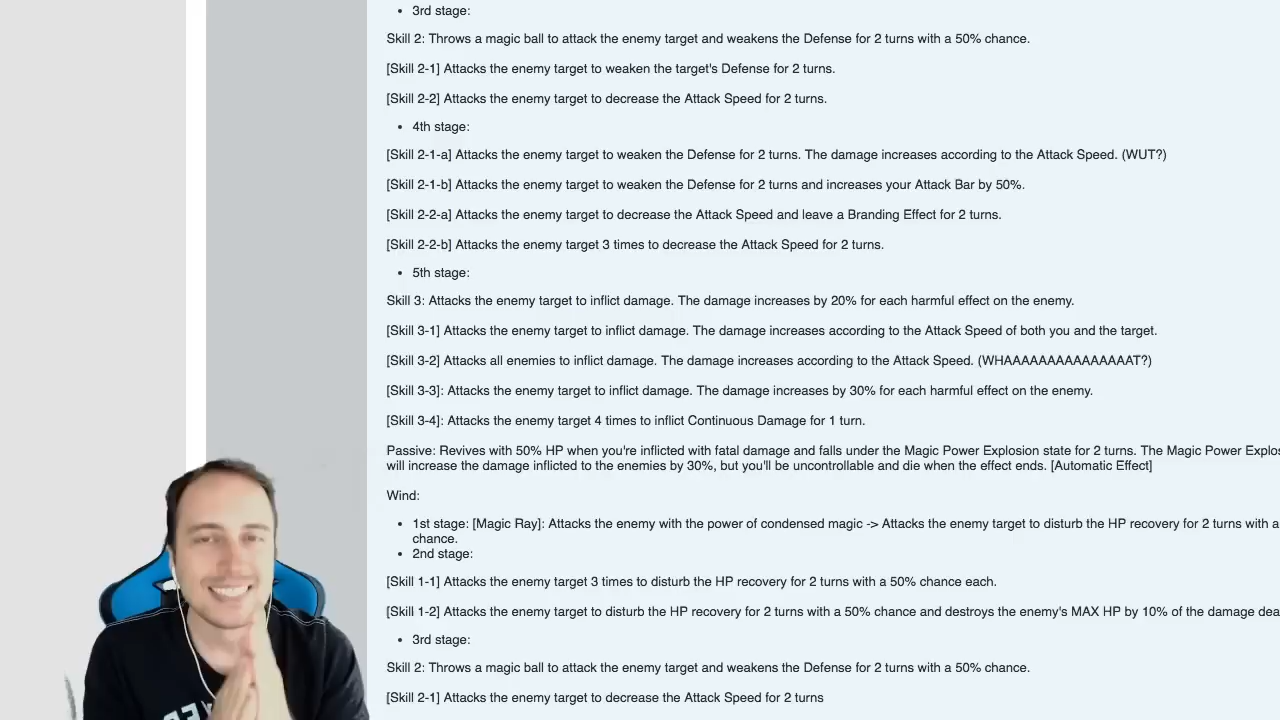 • 3rd stage:
Skill 2: Throws a magic ball to attack the enemy target and weakens the Defense for 2 turns with a 50% chance.
[Skill 2-1] Attacks the enemy target to weaken the target's Defense for 2 turns.
[Skill 2-2] Attacks the enemy target to decrease the Attack Speed for 2 turns.
• 4th stage:
[Skill 2-1-a] Attacks the enemy target to weaken the Defense for 2 turns. The damage increases according to the Attack Speed. (WUT?)
[Skill 2-1-b] Attacks the enemy target to weaken the Defense for 2 turns and increases your Attack Bar by 50%.
[Skill 2-2-a] Attacks the enemy target to decrease the Attack Speed and leave a Branding Effect for 2 turns.
[Skill 2-2-b] Attacks the enemy target 3 times to decrease the Attack Speed for 2 turns.
• 5th stage:
Skill 3: Attacks the enemy target to inflict damage. The damage increases by 20% for each harmful effect on the enemy.
[Skill 3-1] Attacks the enemy target to inflict damage. The damage increases according to the Attack Speed of both you and the target.
[Skill 3-2] Attacks all enemies to inflict damage. The damage increases according to the Attack Speed. (WHAAAAAAAAAAAAAAAT?)
[Skill 3-3]: Attacks the enemy target to inflict damage. The damage increases by 30% for each harmful effect on the enemy.
[Skill 3-4]: Attacks the enemy target 4 times to inflict Continuous Damage for 1 turn.
Passive: Revives with 50% HP when you're inflicted with fatal damage and falls under the Magic Power Explosion state for 2 turns. The Magic Power Explos
will increase the damage inflicted to the enemies by 30%, but you'll be uncontrollable and die when the effect ends. [Automatic Effect]
Wind:
• 1st stage: [Magic Ray]: Attacks the enemy with the power of condensed magic -> Attacks the enemy target to disturb the HP recovery for 2 turns with a
chance.
• 2nd stage:
[Skill 1-1] Attacks the enemy target 3 times to disturb the HP recovery for 2 turns with a 50% chance each.
[Skill 1-2] Attacks the enemy target to disturb the HP recovery for 2 turns with a 50% chance and destroys the enemy's MAX HP by 10% of the damage dea
• 3rd stage:
Skill 2: Throws a magic ball to attack the enemy target and weakens the Defense for 2 turns with a 50% chance.
[Skill 2-1] Attacks the enemy target to decrease the Attack Speed for 2 turns